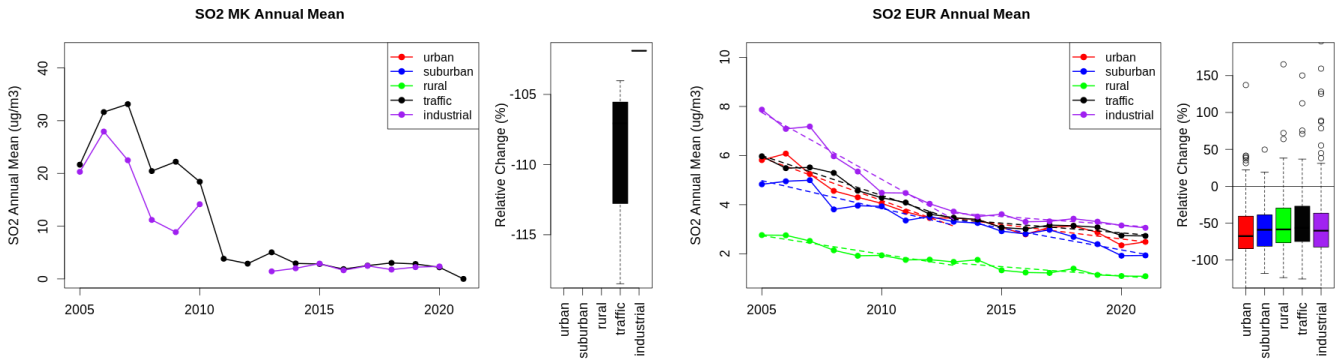 SO2 MK Annual Mean
SO2 Annual Mean (ug/m3)
40
30
20
10
0
2005 2010 2015 2020
urban
suburban
rural
traffic
industrial
Relative Change (%)
-105
-110
-115
urban
suburban
rural
traffic
industrial
SO2 EUR Annual Mean
SO2 Annual Mean (ug/m3)
10
8
6
4
2
2005 2010 2015 2020
urban
suburban
rural
traffic
industrial
Relative Change (%)
150
100
50
0
-50
-100
urban
suburban
rural
traffic
industrial